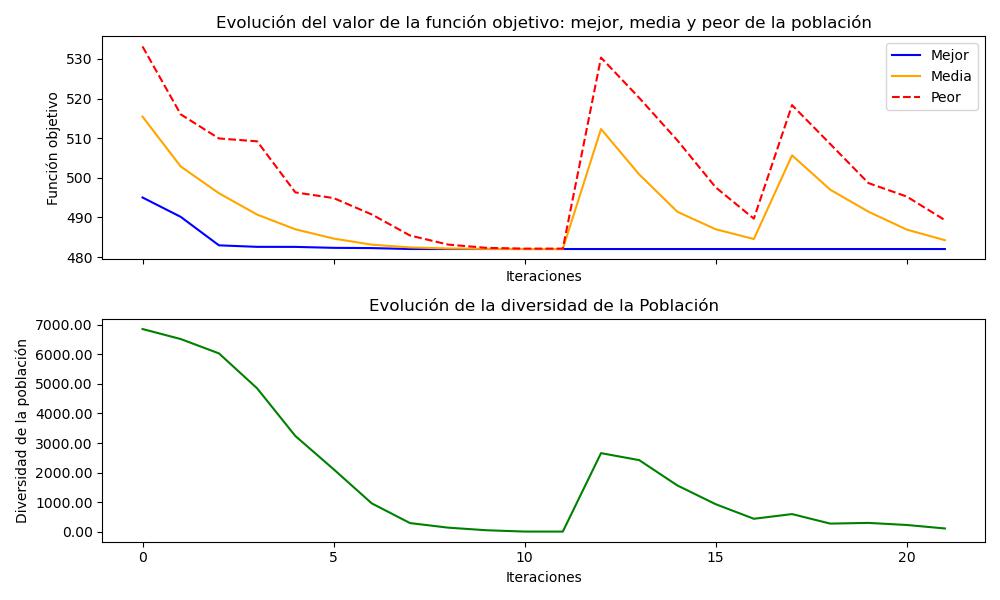 Evolución del valor de la función objetivo: mejor, media y peor de la población
Función objetivo
530
520
510
500
490
480
Mejor
Media
Peor
Iteraciones
Evolución de la diversidad de la Población
Diversidad de la población
7000.00
6000.00
5000.00
4000.00
3000.00
2000.00
1000.00
0.00
0 5 10 15 20
Iteraciones